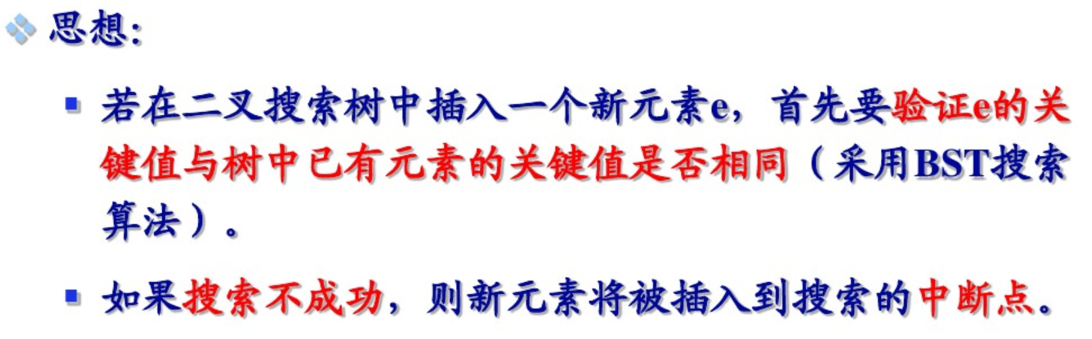 思想：
若在二叉搜索树中插入一个新元素e，首先要验证e的关
键值与树中已有元素的关键值是否相同（采用BST搜索
算法）。
如果搜索不成功，则新元素将被插入到搜索的中断点。